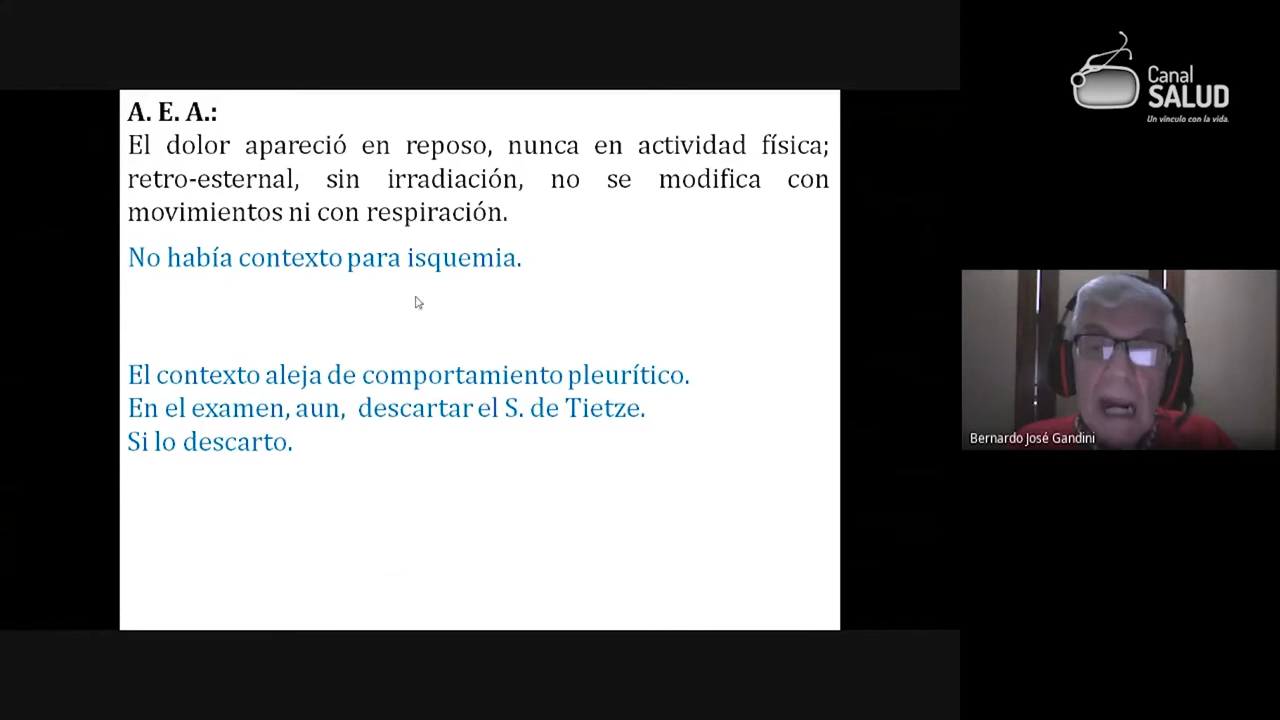 A. E. A.:
El dolor apareció en reposo, nunca en actividad física;
retro-esternal, sin irradiación, no se modifica con
movimientos ni con respiración.
No había contexto para isquemia.
El contexto aleja de comportamiento pleurítico.
En el examen, aun, descartar el S. de Tietze.
Si lo descarto.
Canal
SALUD
Un vínculo con la vida.
Bernardo José Gandini